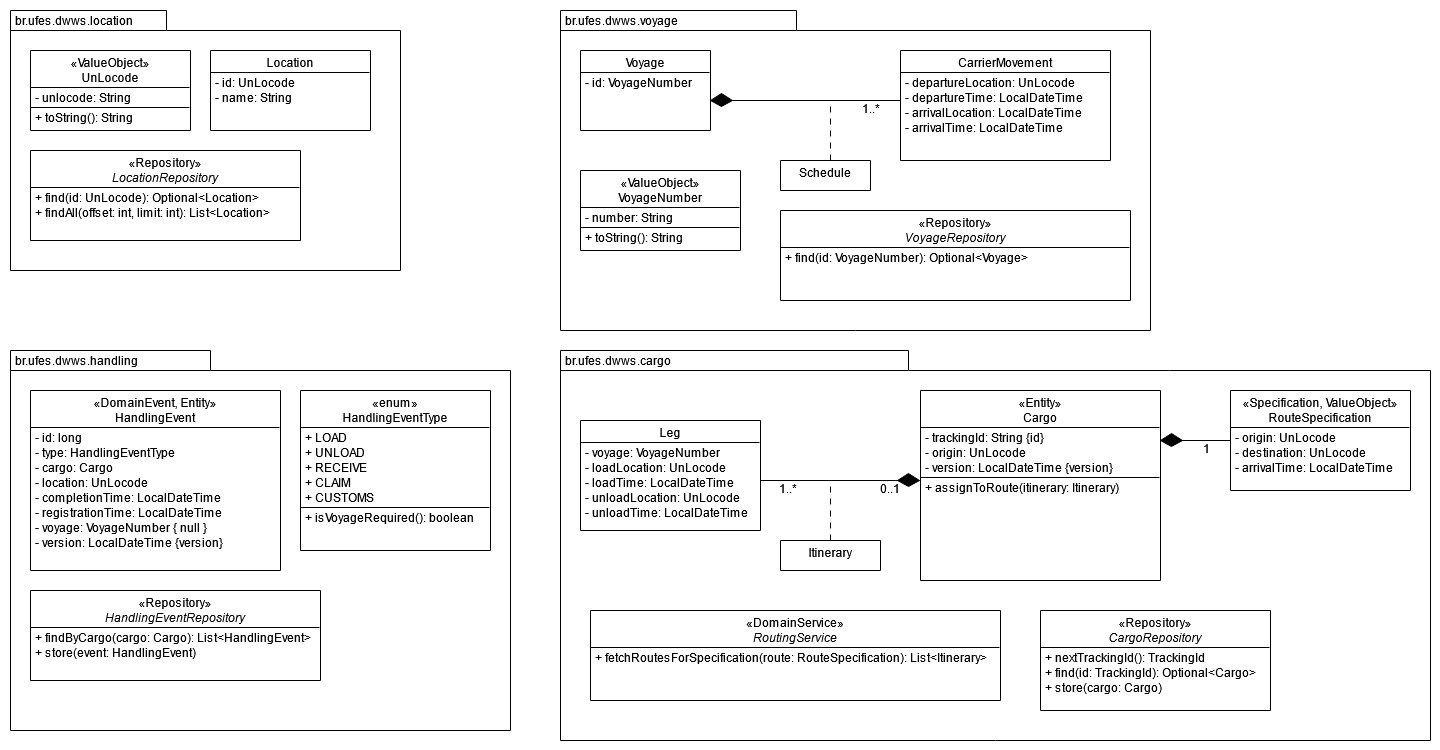 br.ufes.dwws.location
«ValueObject»
UnLocode
- unlocode: String
+ toString(): String
Location
- id: UnLocode
- name: String
«Repository»
LocationRepository
+ find(id: UnLocode): Optional<Location>
+ findAll(offset: int, limit: int): List<Location>
br.ufes.dwws.voyage
Voyage
- id: VoyageNumber
1..*
CarrierMovement
- departureLocation: UnLocode
- departureTime: LocalDateTime
- arrivalLocation: LocalDateTime
- arrivalTime: LocalDateTime
Schedule
«ValueObject»
VoyageNumber
- number: String
+ toString(): String
«Repository»
VoyageRepository
+ find(id: VoyageNumber): Optional<Voyage>
br.ufes.dwws.handling
«DomainEvent, Entity»
HandlingEvent
- id: long
- type: HandlingEventType
- cargo: Cargo
- location: UnLocode
- completionTime: LocalDateTime
- registrationTime: LocalDateTime
- voyage: VoyageNumber { null }
- version: LocalDateTime {version}
«enum»
HandlingEventType
+ LOAD
+ UNLOAD
+ RECEIVE
+ CLAIM
+ CUSTOMS
+ isVoyageRequired(): boolean
«Repository»
HandlingEventRepository
+ findByCargo(cargo: Cargo): List<HandlingEvent>
+ store(event: HandlingEvent)
br.ufes.dwws.cargo
Leg
- voyage: VoyageNumber
- loadLocation: UnLocode
- loadTime: LocalDateTime
- unloadLocation: UnLocode
- unloadTime: LocalDateTime
1..*
0..1
Itinerary
«Entity»
Cargo
- trackingId: String {id}
- origin: UnLocode
- version: LocalDateTime {version}
+ assignToRoute(itinerary: Itinerary)
1
«Specification, ValueObject»
RouteSpecification
- origin: UnLocode
- destination: UnLocode
- arrivalTime: LocalDateTime
«DomainService»
RoutingService
+ fetchRoutesForSpecification(route: RouteSpecification): List<Itinerary>
«Repository»
CargoRepository
+ nextTrackingId(): TrackingId
+ find(id: TrackingId): Optional<Cargo>
+ store(cargo: Cargo)